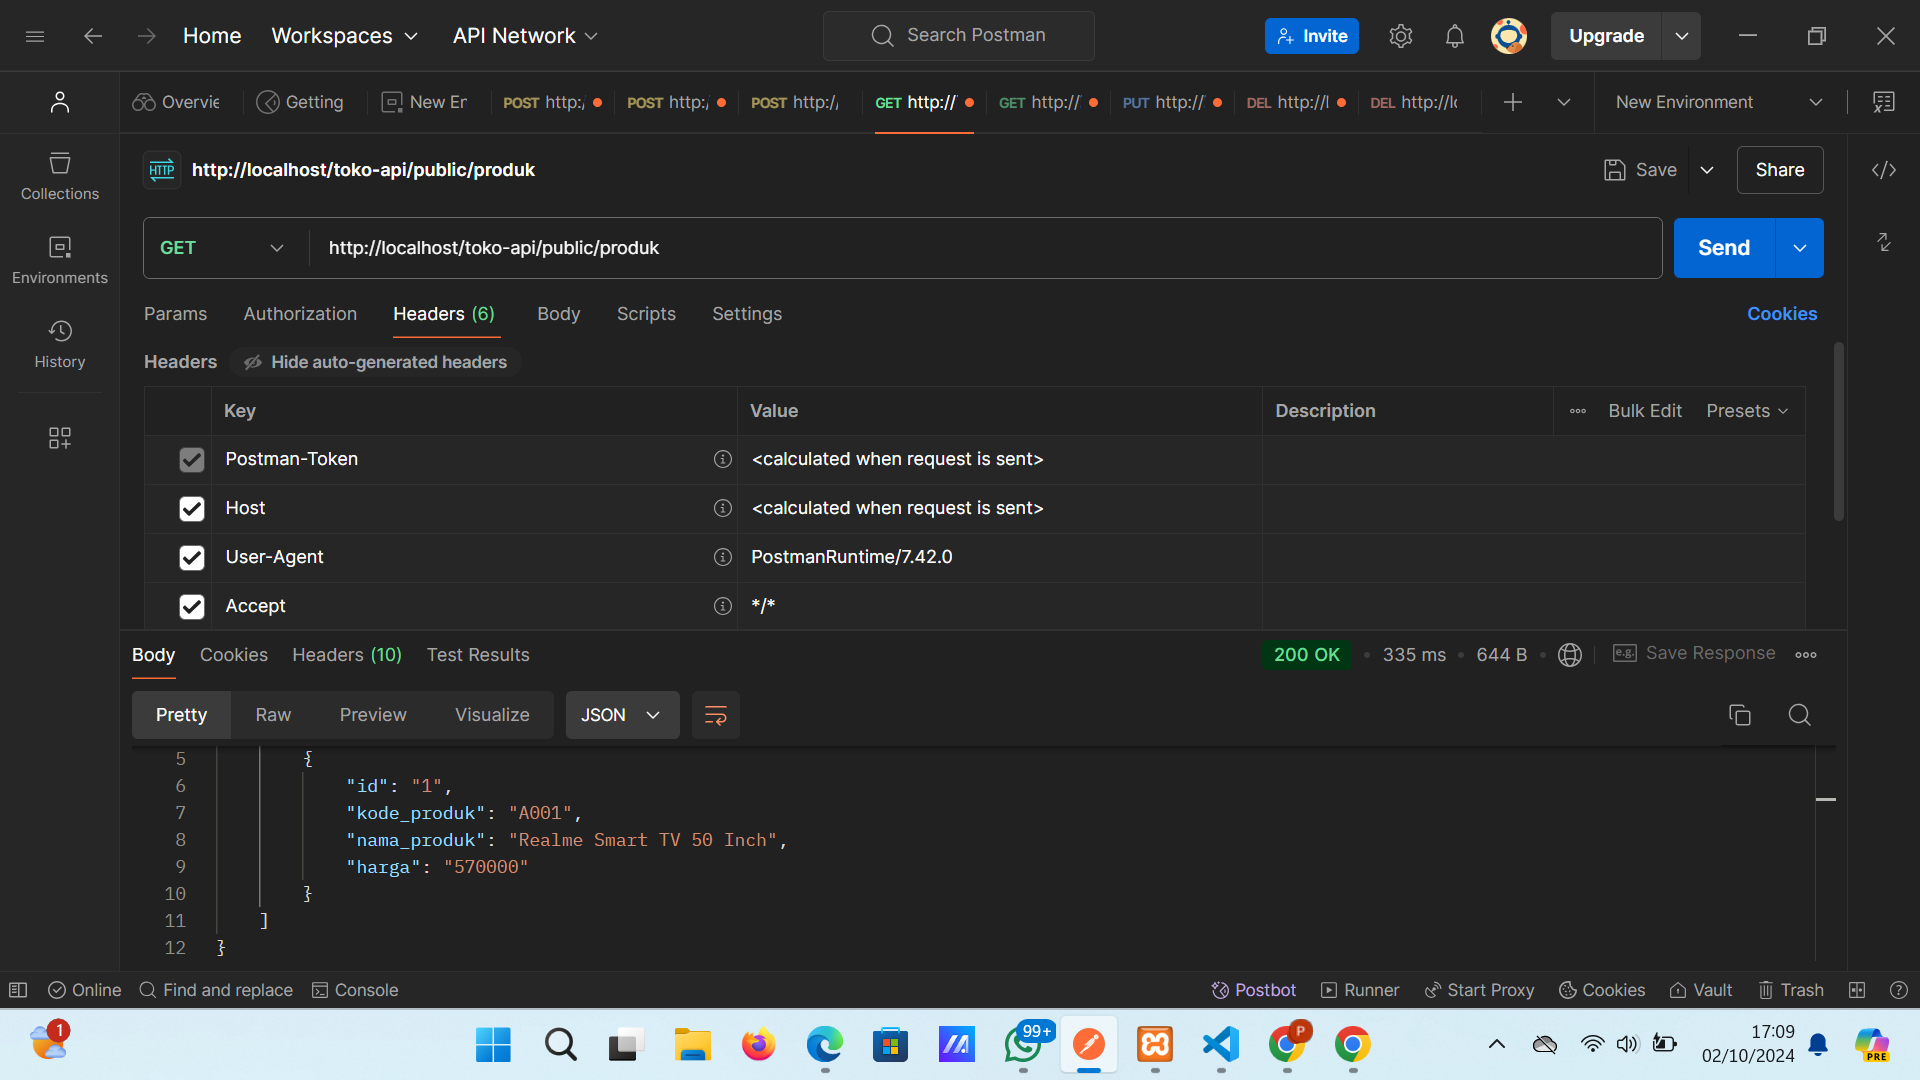 Home Workspaces API Network Search Postman Invite Upgrade
Overvie Getting New En POST http:/ POST http:/ POST http:/ GET http:// GET http:// PUT http:// DEL http://l DEL http://lo New Environment
HTTP http://localhost/toko-api/public/produk Save Share
Collections
GET http://localhost/toko-api/public/produk Send
Environments
Params Authorization Headers (6) Body Scripts Settings Cookies
History
Headers Hide auto-generated headers
Key Value Description Bulk Edit Presets
Postman-Token <calculated when request is sent>
Host <calculated when request is sent>
User-Agent PostmanRuntime/7.42.0
Accept */*
Body Cookies Headers (10) Test Results 200 OK 335 ms 644 B e.g. Save Response
Pretty Raw Preview Visualize JSON
5 {
6 "id": "1",
7 "kode_produk": "A001",
8 "nama_produk": "Realme Smart TV 50 Inch",
9 "harga": "570000"
10 }
11 ]
12 }
Online Find and replace Console Postbot Runner Start Proxy Cookies Vault Trash
1 99+ P 17:09
02/10/2024 PRE